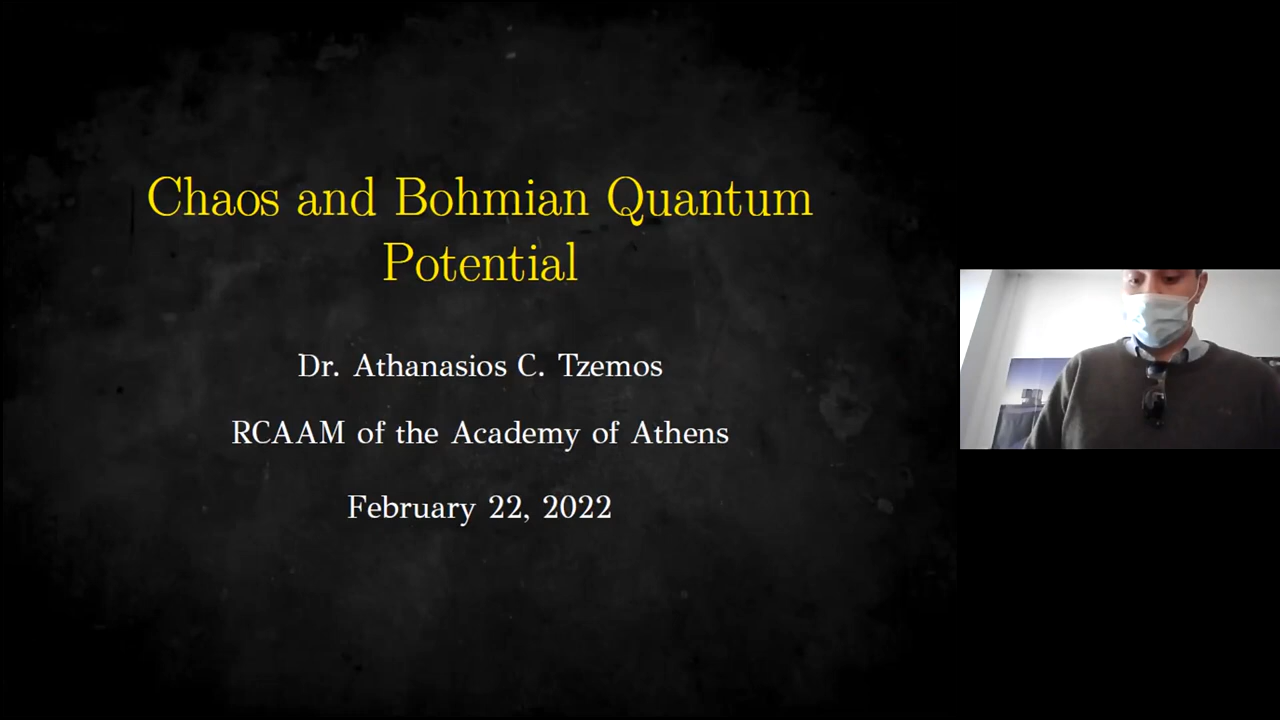 Chaos and Bohmian Quantum
Potential
Dr. Athanasios C. Tzemos
RCAAM of the Academy of Athens
February 22, 2022